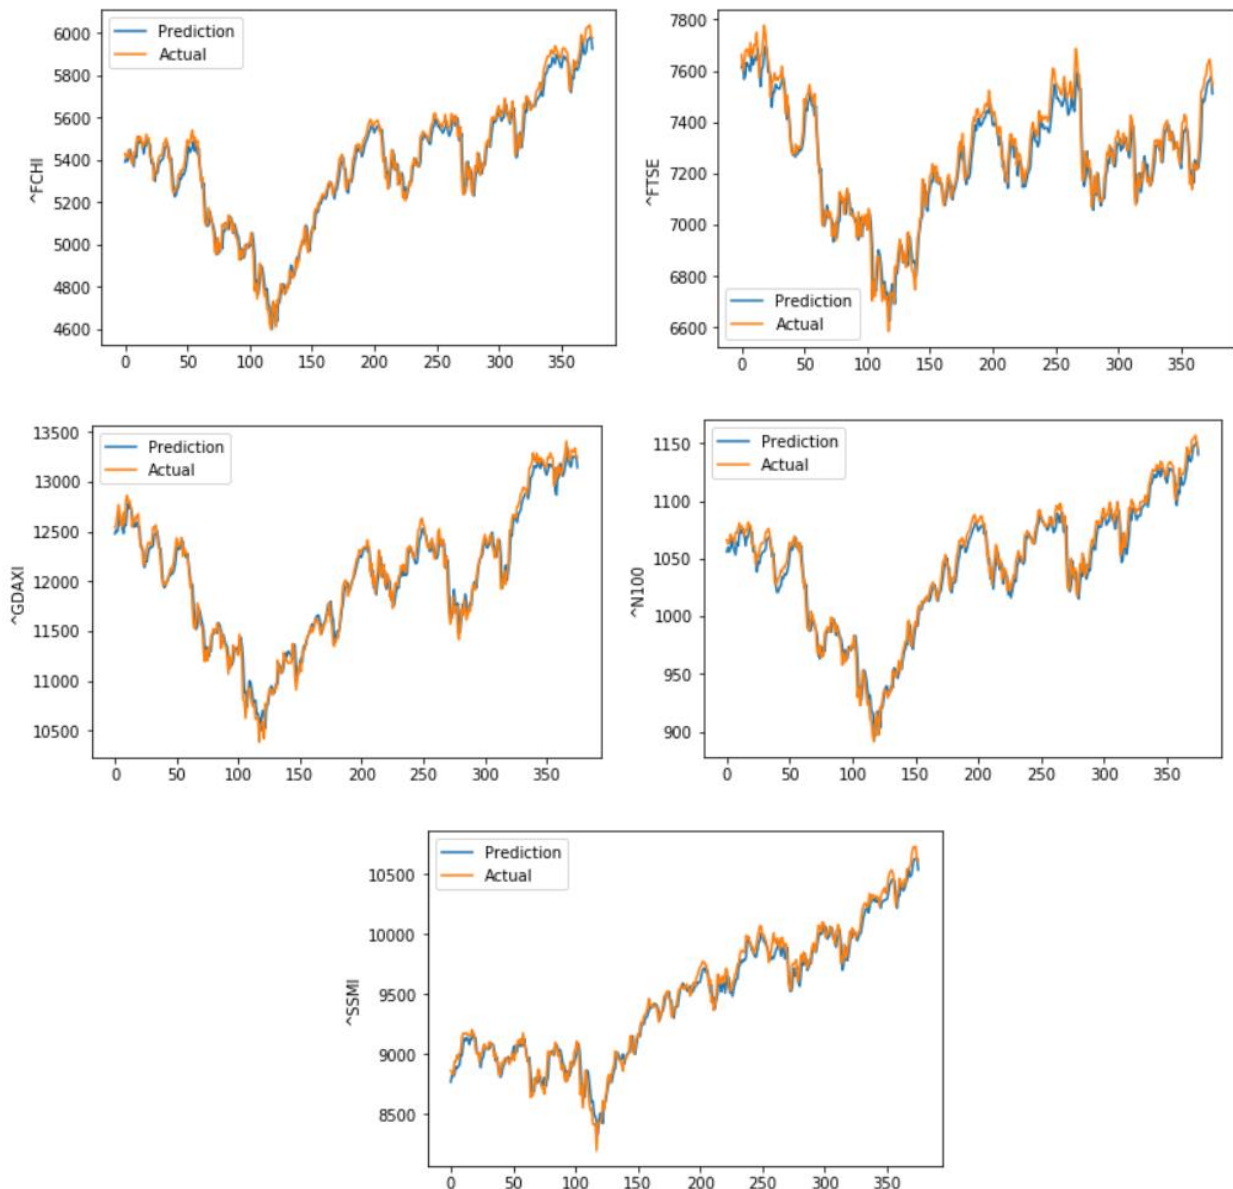 ^FCHI
6000
5800
5600
5400
5200
5000
4800
4600
Prediction
Actual
0 50 100 150 200 250 300 350
^FTSE
7800
7600
7400
7200
7000
6800
6600
Prediction
Actual
0 50 100 150 200 250 300 350
^GDAXI
13500
13000
12500
12000
11500
11000
10500
Prediction
Actual
0 50 100 150 200 250 300 350
^N100
1150
1100
1050
1000
950
900
Prediction
Actual
0 50 100 150 200 250 300 350
^SSMI
10500
10000
9500
9000
8500
Prediction
Actual
0 50 100 150 200 250 300 350